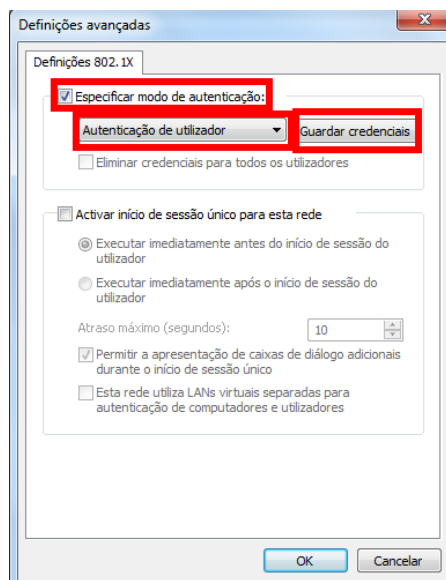 Definições avançadas
Definições 802.1X
Especificar modo de autenticação:
Autenticação de utilizador
Guardar credenciais
Eliminar credenciais para todos os utilizadores
Activar início de sessão único para esta rede
Executar imediatamente antes do início de sessão do
utilizador
Executar imediatamente após o início de sessão do
utilizador
Atraso máximo (segundos):
10
Permitir a apresentação de caixas de diálogo adicionais
durante o início de sessão único
Esta rede utiliza LANs virtuais separadas para
autenticação de computadores e utilizadores
OK
Cancelar